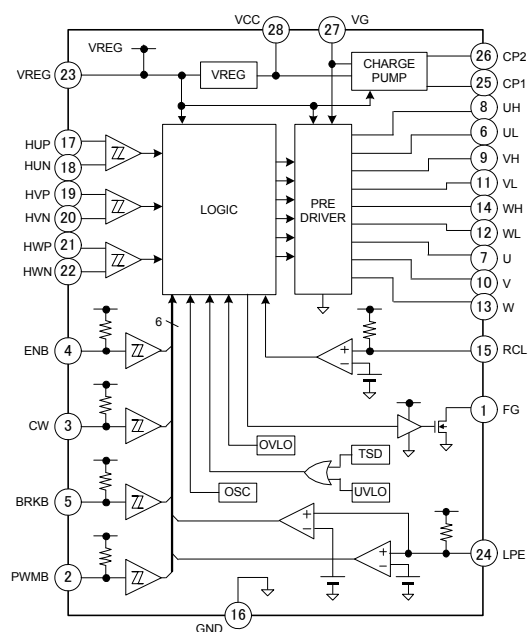 VCC
VG
28
27
VREG
VREG
23
VREG
CHARGE
PUMP
26
CP2
25
CP1
8
UH
6
UL
9
VH
11
VL
14
WH
12
WL
7
U
10
V
13
W
HUP
17
HUN
18
HVP
19
HVN
20
HWP
21
HWN
22
LOGIC
PRE
DRIVER
6
ENB
4
+
−
15
RCL
CW
3
1
FG
OVLO
TSD
BRKB
5
OSC
UVLO
+
−
+
−
24
LPE
PWMB
2
16
GND